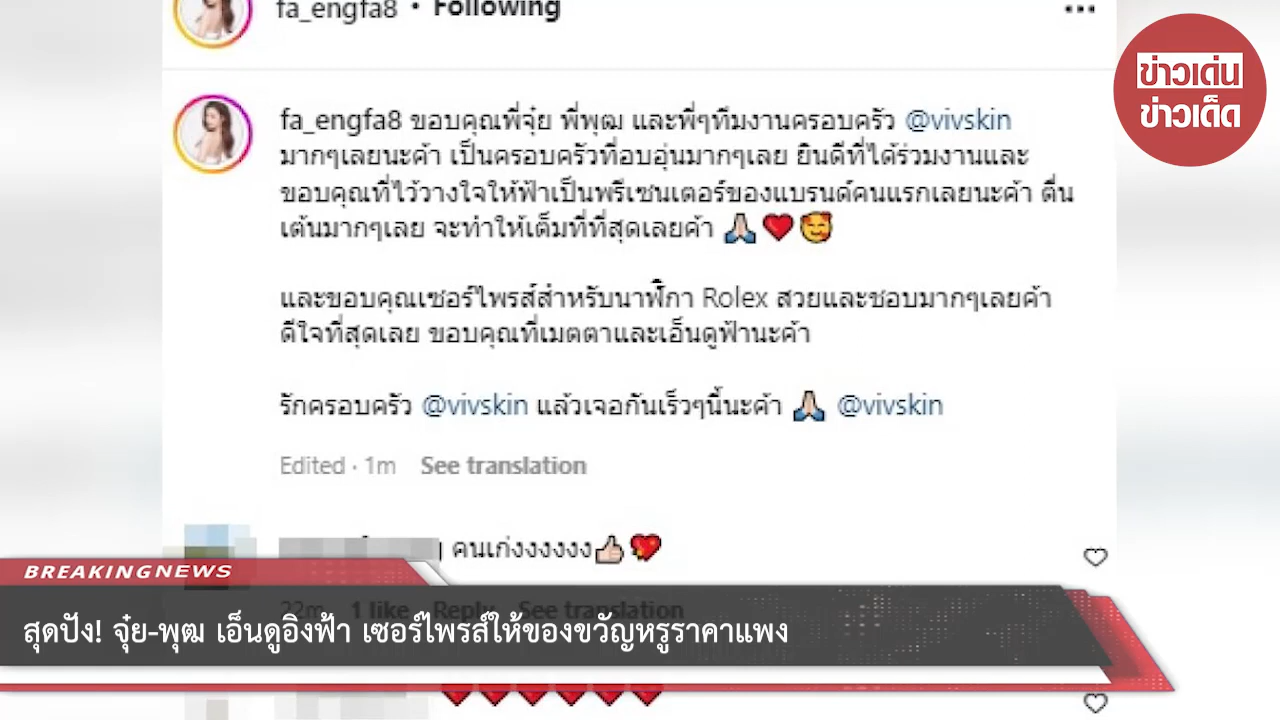 fa_engfa8 • Following
ข่าวเด่น
ข่าวเด็ด
fa_engfa8 ขอบคุณพี่จุ๋ย พี่พุฒ และพี่ๆทีมงานครอบครัว @vivskin
มากๆเลยนะค้า เป็นครอบครัวที่อบอุ่นมากๆเลย ยินดีที่ได้ร่วมงานและ
ขอบคุณที่ไว้วางใจให้ฟ้าเป็นพรีเซนเตอร์ของแบรนด์คนแรกเลยนะค้า ตื่น
เต้นมากๆเลย จะทำให้เต็มที่ที่สุดเลยค้า 🙏🏻❤️🥰
และขอบคุณเซอร์ไพรส์สำหรับนาฬิกา Rolex สวยและชอบมากๆเลยค้า
ดีใจที่สุดเลย ขอบคุณที่เมตตาและเอ็นดูฟ้านะค้า
รักครอบครัว @vivskin แล้วเจอกันเร็วๆนี้นะค้า 🙏🏻 @vivskin
Edited · 1m See translation
คนเก่งงงงงง👍🏻💖
BREAKING NEWS
22m 1 like Reply See translation
สุดปัง! จุ๋ย-พุฒ เอ็นดูอิงฟ้า เซอร์ไพรส์ให้ของขวัญหรูราคาแพง